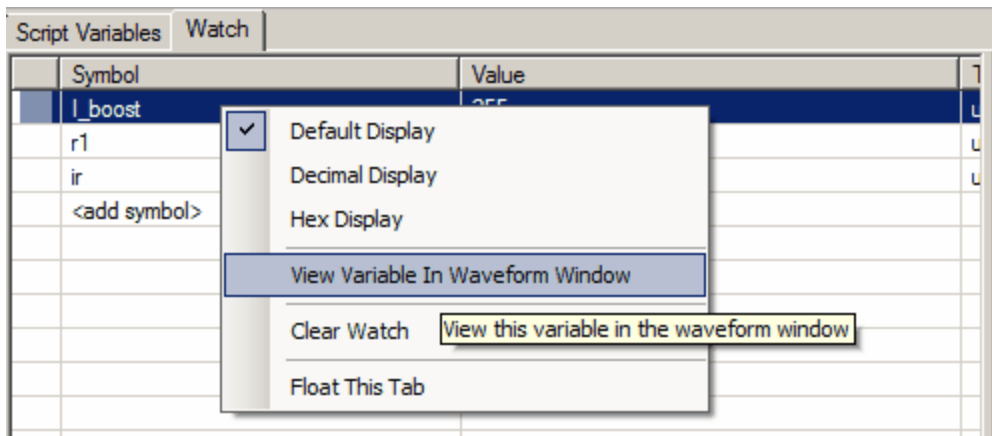 Script Variables Watch
Symbol Value
l_boost
r1
ir
<add symbol>
Default Display
Decimal Display
Hex Display
View Variable In Waveform Window
Clear Watch
View this variable in the waveform window
Float This Tab